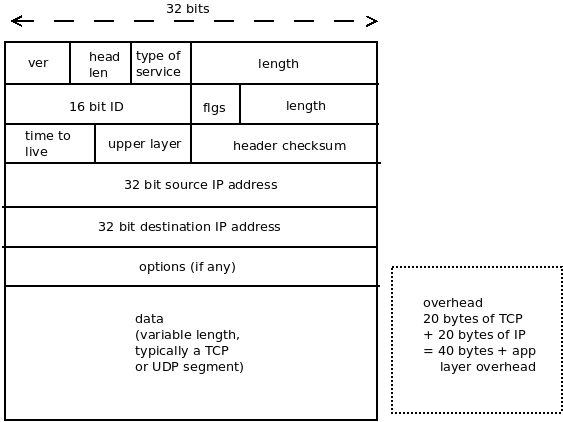 32 bits
ver
head
len
type of
service
length
16 bit ID
flgs
length
time to
live
upper layer
header checksum
32 bit source IP address
32 bit destination IP address
options (if any)
data
(variable length,
typically a TCP
or UDP segment)
overhead
20 bytes of TCP
+ 20 bytes of IP
= 40 bytes + app
layer overhead